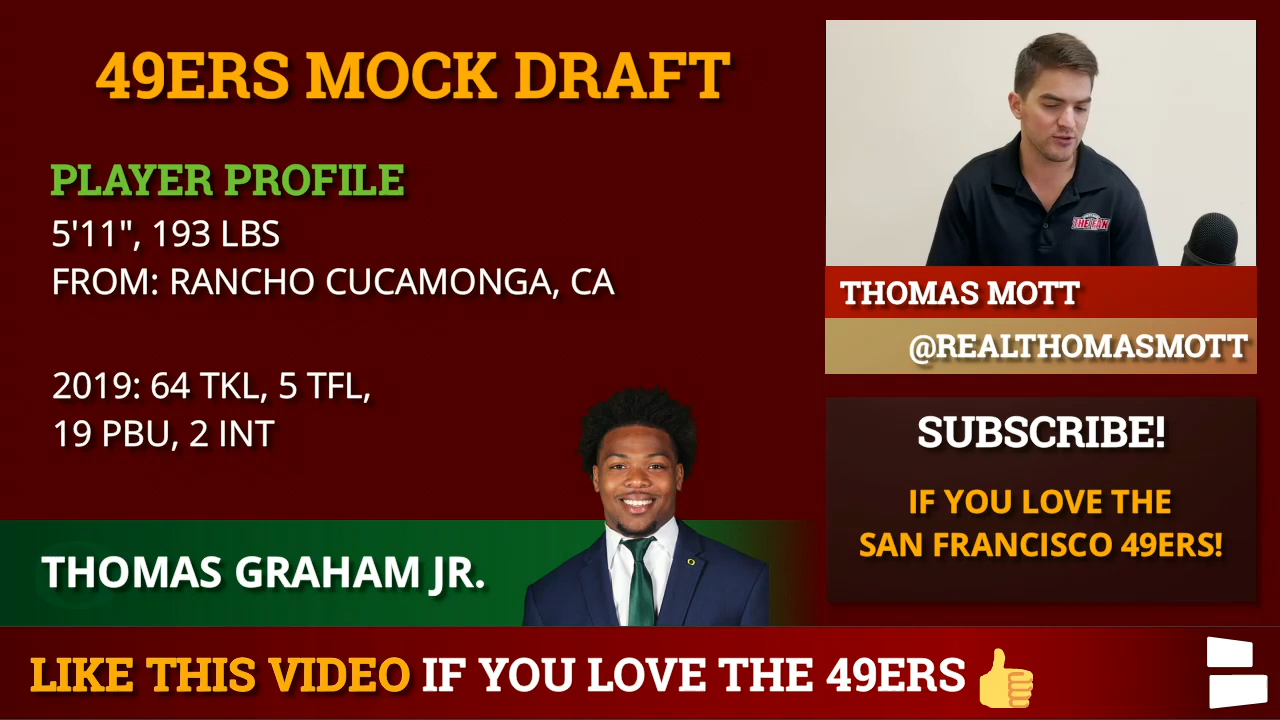 49ERS MOCK DRAFT
PLAYER PROFILE
5'11", 193 LBS
FROM: RANCHO CUCAMONGA, CA
2019: 64 TKL, 5 TFL,
19 PBU, 2 INT
THOMAS GRAHAM JR.
THE FAN
THOMAS MOTT
@REALTHOMASMOTT
SUBSCRIBE!
IF YOU LOVE THE
SAN FRANCISCO 49ERS!
LIKE THIS VIDEO IF YOU LOVE THE 49ERS